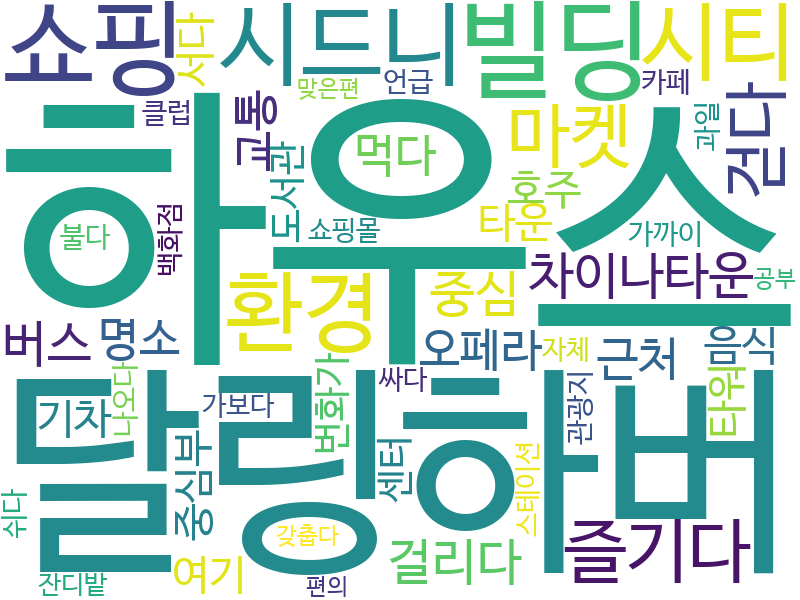 쇼핑
서다
시드니
빌딩
시티
맞은편
언급
카페
클럽
교통
하우스
먹다
마켓
과일
걷다
도서관
호주
불다
백화점
쇼핑몰
타운
가까이
환경
중심
차이나타운
공부
버스
명소
오페라
자체
근처
음식
달링하버
기차
나오다
가보다
번화가
싸다
관광지
타워
중심부
센터
스테이션
쉬다
갖춥다
걸리다
즐기다
잔디밭
여기
편의